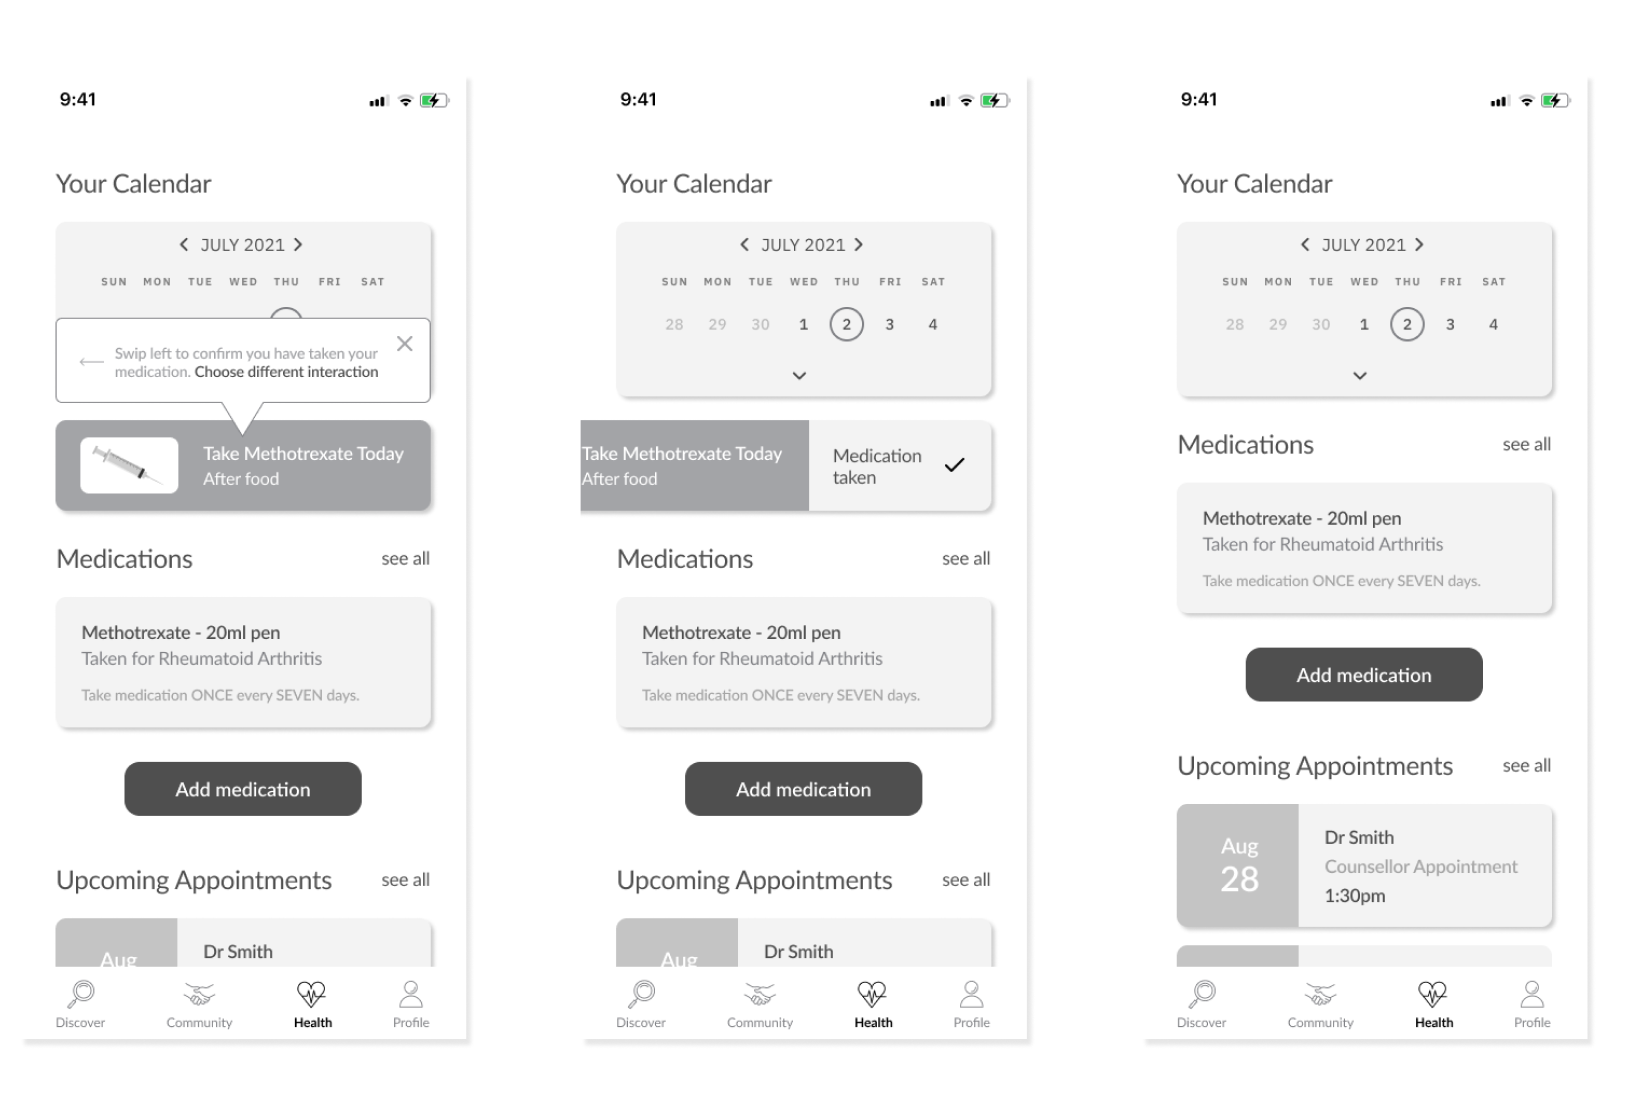 9:41
Your Calendar
JULY 2021
SUN MON TUE WED THU FRI SAT
Swip left to confirm you have taken your
medication. Choose different interaction
Take Methotrexate Today
After food
Medications see all
Methotrexate - 20ml pen
Taken for Rheumatoid Arthritis
Take medication ONCE every SEVEN days.
Add medication
Upcoming Appointments see all
Aug
Dr Smith
Discover Community Health Profile
9:41
Your Calendar
JULY 2021
SUN MON TUE WED THU FRI SAT
28 29 30 1 2 3 4
Take Methotrexate Today
After food
Medication
taken
Medications see all
Methotrexate - 20ml pen
Taken for Rheumatoid Arthritis
Take medication ONCE every SEVEN days.
Add medication
Upcoming Appointments see all
Aug
Dr Smith
Discover Community Health Profile
9:41
Your Calendar
JULY 2021
SUN MON TUE WED THU FRI SAT
28 29 30 1 2 3 4
Medications see all
Methotrexate - 20ml pen
Taken for Rheumatoid Arthritis
Take medication ONCE every SEVEN days.
Add medication
Upcoming Appointments see all
Aug
28
Dr Smith
Counsellor Appointment
1:30pm
Discover Community Health Profile